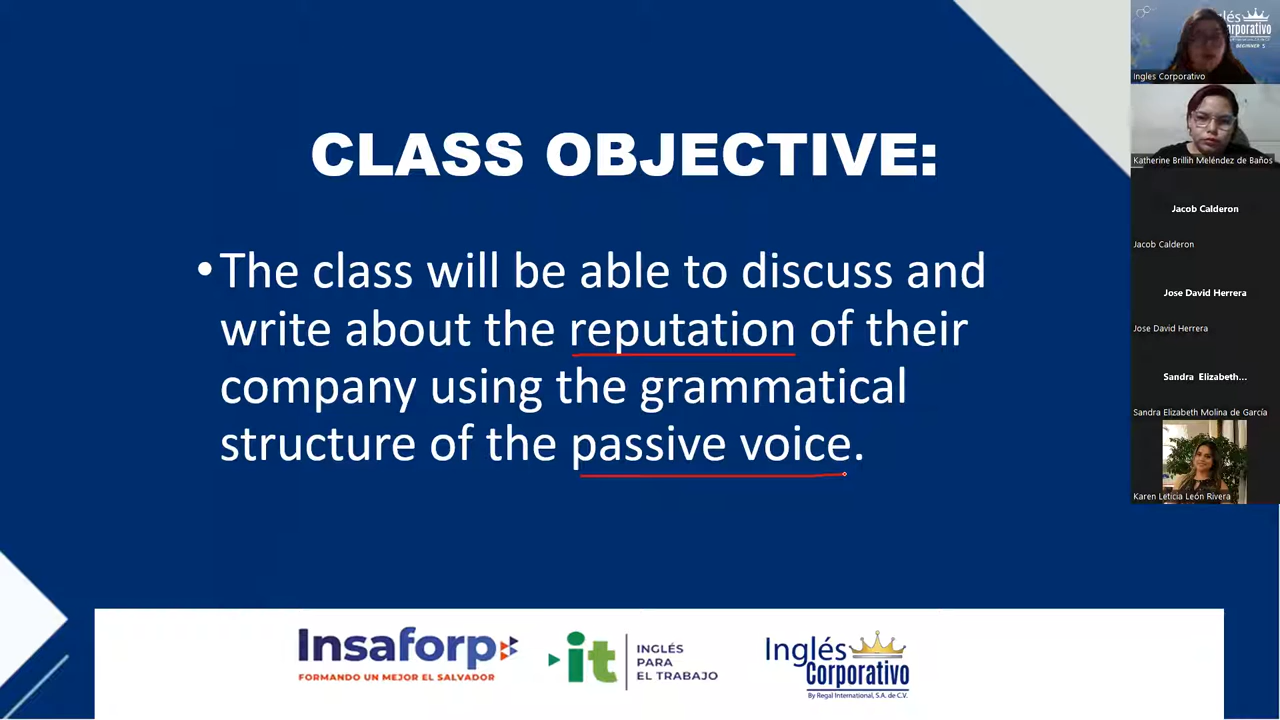 CLASS OBJECTIVE:
•The class will be able to discuss and
write about the reputation of their
company using the grammatical
structure of the passive voice.
Insaforp
FORMANDO UN MEJOR EL SALVADOR
it
INGLÉS
PARA
EL TRABAJO
Inglés
Corporativo
By Regal International, S.A. de C.V.
BEGINNER 5
Ingles Corporativo
Katherine Brillih Meléndez de Baños
Jacob Calderon
Jacob Calderon
Jose David Herrera
Jose David Herrera
Sandra Elizabeth...
Sandra Elizabeth Molina de García
Karen Leticia León Rivera